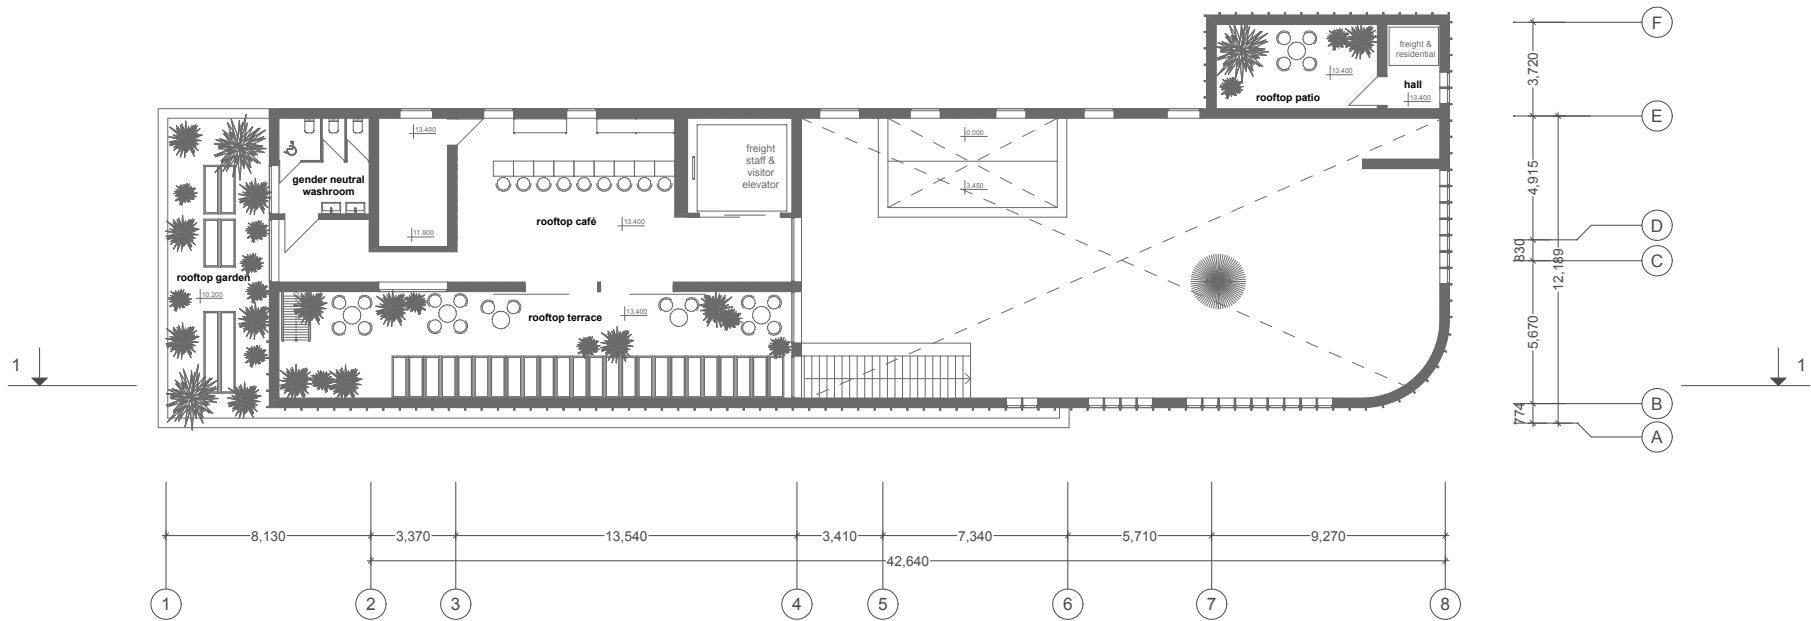 F
freight &
residential
3,720
13.400
hall
rooftop patio
13.400
E
13.400
0.000
freight
staff &
visitor
elevator
gender neutral
washroom
3.450
4,915
rooftop café
13.400
D
11.800
830
C
rooftop garden
10.200
12,189
rooftop terrace
13.400
5,670
1
1
B
774
A
8,130
3,370
13,540
3,410
7,340
5,710
9,270
42,640
1
2
3
4
5
6
7
8